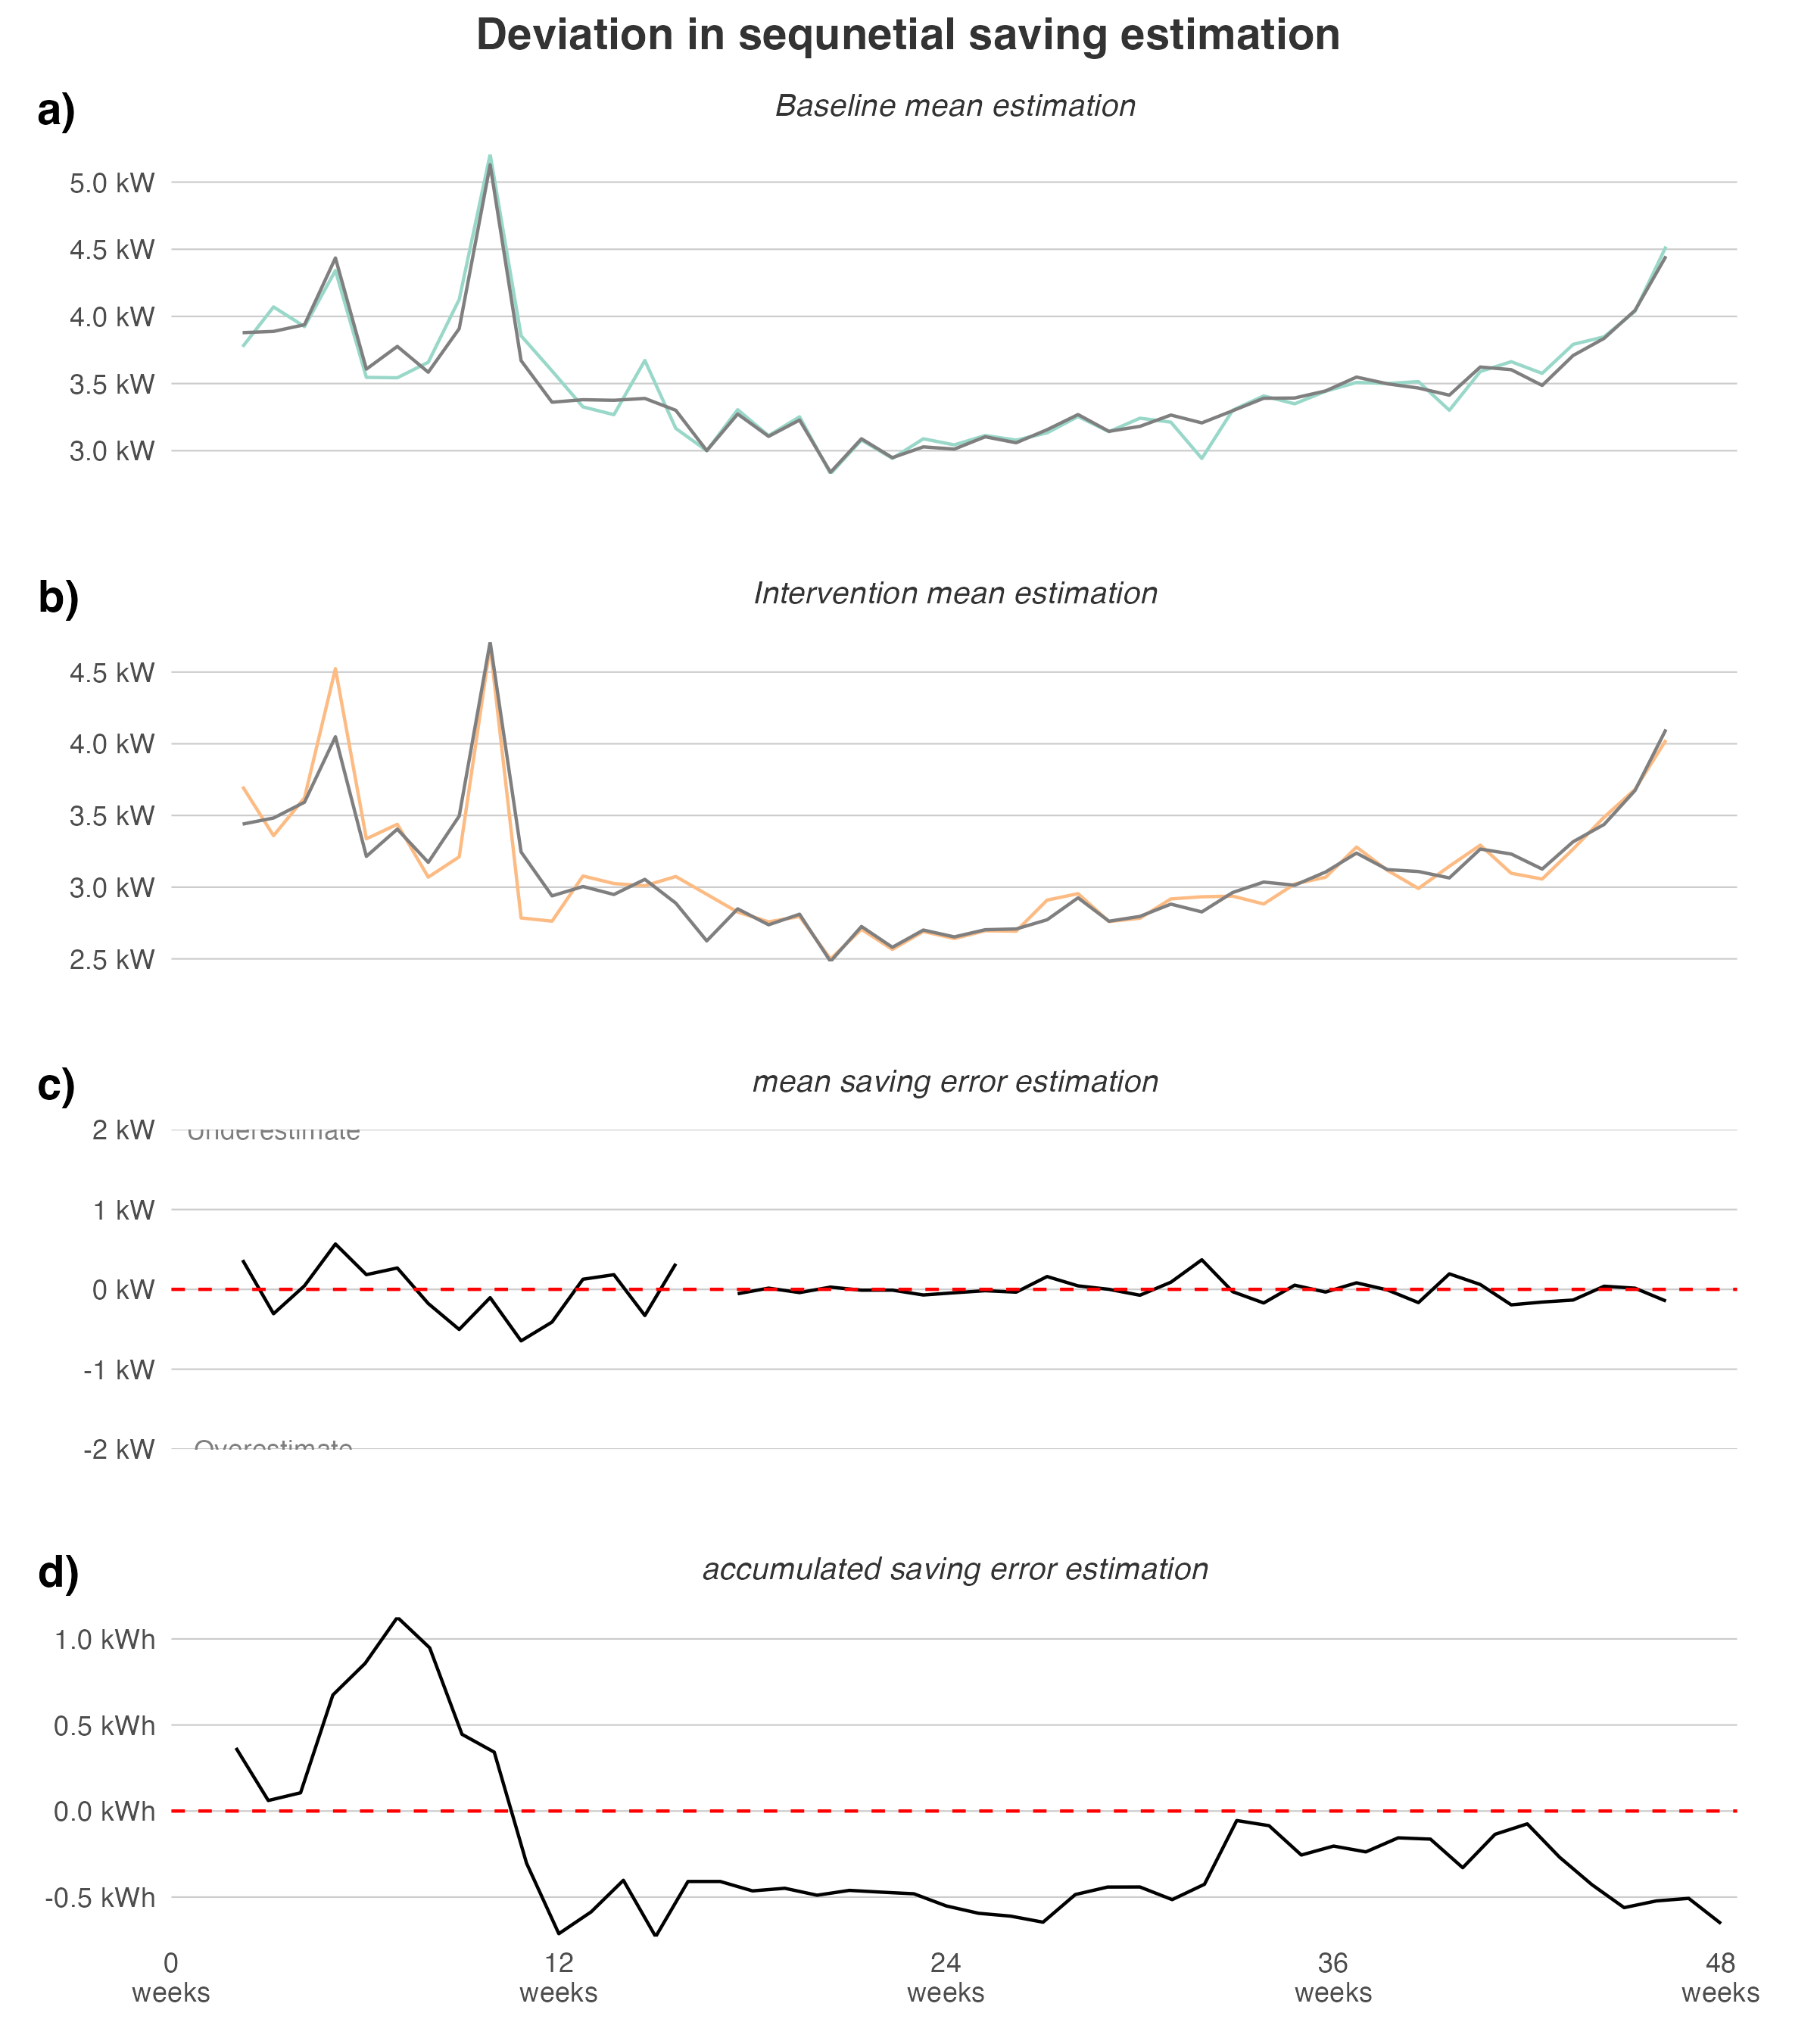 Deviation in sequnetial saving estimation
a)
Baseline mean estimation
5.0 kW
4.5 kW
4.0 kW
3.5 kW
3.0 kW
b)
Intervention mean estimation
4.5 kW
4.0 kW
3.5 kW
3.0 kW
2.5 kW
c)
mean saving error estimation
2 kW
Underestimate
1 kW
0 kW
-1 kW
-2 kW
Overestimate
d)
accumulated saving error estimation
1.0 kWh
0.5 kWh
0.0 kWh
-0.5 kWh
0 12 24 36 48
weeks weeks weeks weeks weeks